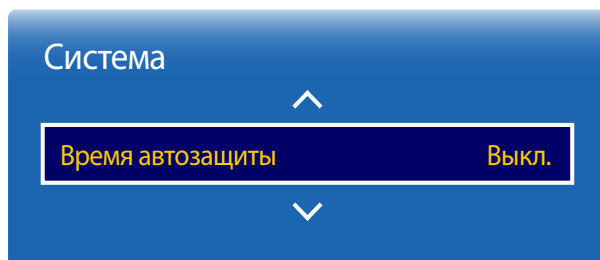 Система
Время автозащиты Выкл.